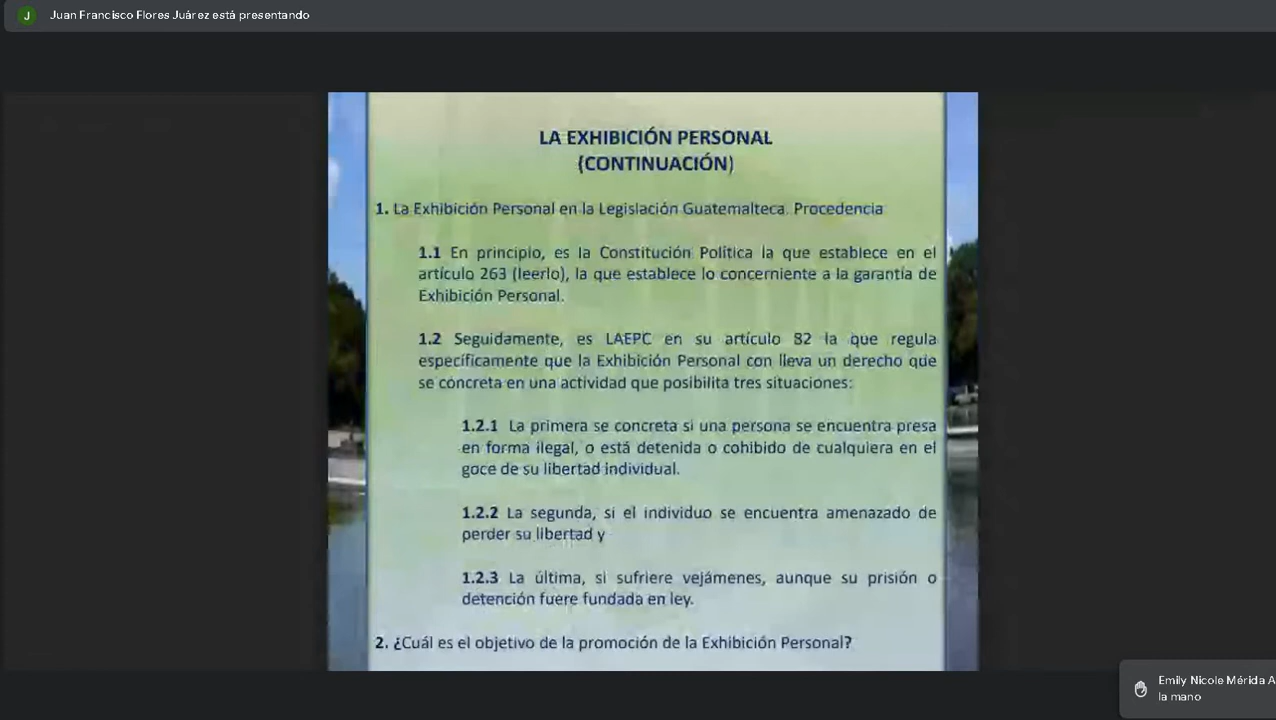 J Juan Francisco Flores Juárez está presentando
LA EXHIBICIÓN PERSONAL
(CONTINUACIÓN)
1. La Exhibición Personal en la Legislación Guatemalteca. Procedencia
1.1 En principio, es la Constitución Política la que establece en el
artículo 263 (leerlo), la que establece lo concerniente a la garantía de
Exhibición Personal.
1.2 Seguidamente, es LAEPC en su artículo 82 la que regula
específicamente que la Exhibición Personal con lleva un derecho que
se concreta en una actividad que posibilita tres situaciones:
1.2.1 La primera se concreta si una persona se encuentra presa
en forma ilegal, o está detenida o cohibido de cualquiera en el
goce de su libertad individual.
1.2.2 La segunda, si el individuo se encuentra amenazado de
perder su libertad y
1.2.3 La última, si sufriere vejámenes, aunque su prisión o
detención fuere fundada en ley.
2. ¿Cuál es el objetivo de la promoción de la Exhibición Personal?
Emily Nicole Mérida A
la mano